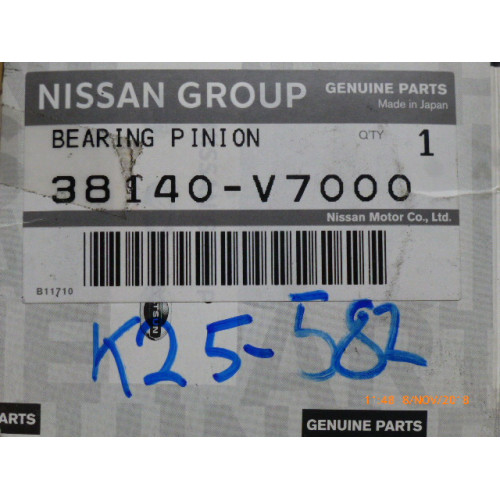 NISSAN GROUP
GENUINE PARTS
Made in Japan
BEARING PINION
QTY 1
38140-V7000
Nissan Motor Co., Ltd.
B11710
K25-582
ARTS
GENUINE PARTS